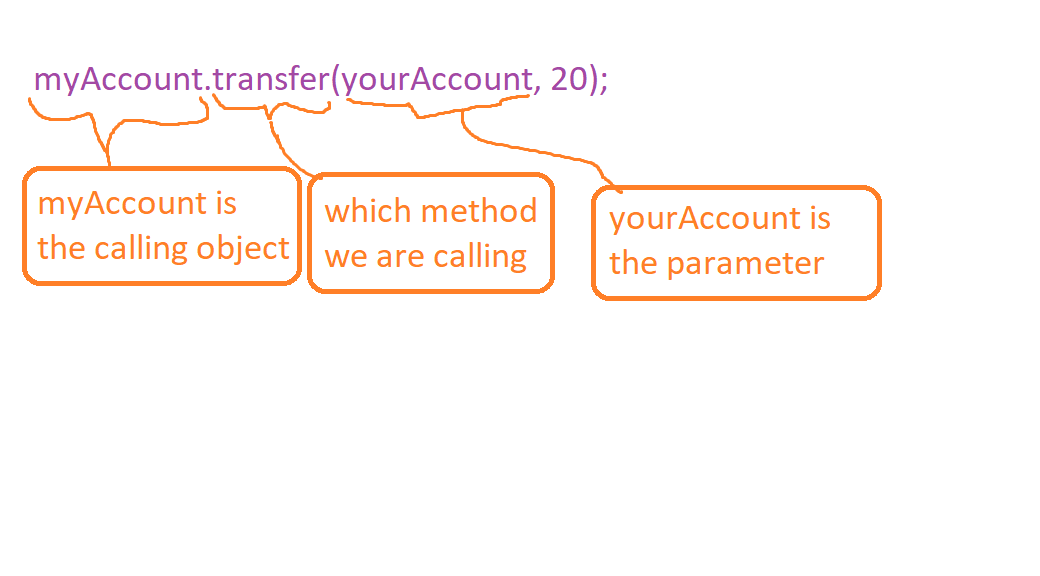 myAccount.transfer(yourAccount, 20);
myAccount is
the calling object
which method
we are calling
yourAccount is
the parameter